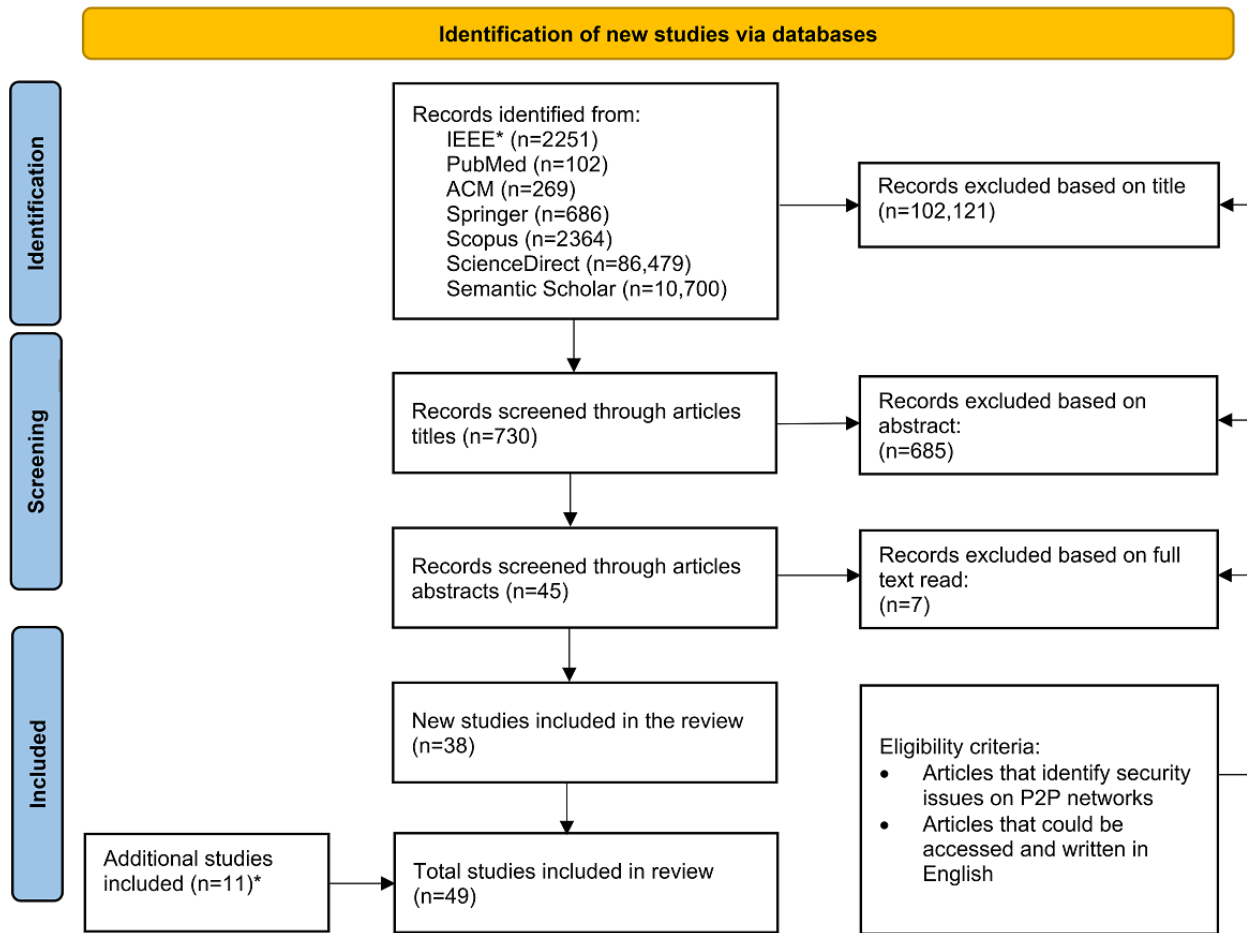 Identification of new studies via databases
Identification
Records identified from:
IEEE* (n=2251)
PubMed (n=102)
ACM (n=269)
Springer (n=686)
Scopus (n=2364)
ScienceDirect (n=86,479)
Semantic Scholar (n=10,700)
Records excluded based on title
(n=102,121)
Screening
Records screened through articles
titles (n=730)
Records excluded based on
abstract:
(n=685)
Records screened through articles
abstracts (n=45)
Records excluded based on full
text read:
(n=7)
Included
New studies included in the review
(n=38)
Eligibility criteria:
• Articles that identify security
issues on P2P networks
• Articles that could be
accessed and written in
English
Additional studies
included (n=11)*
Total studies included in review
(n=49)